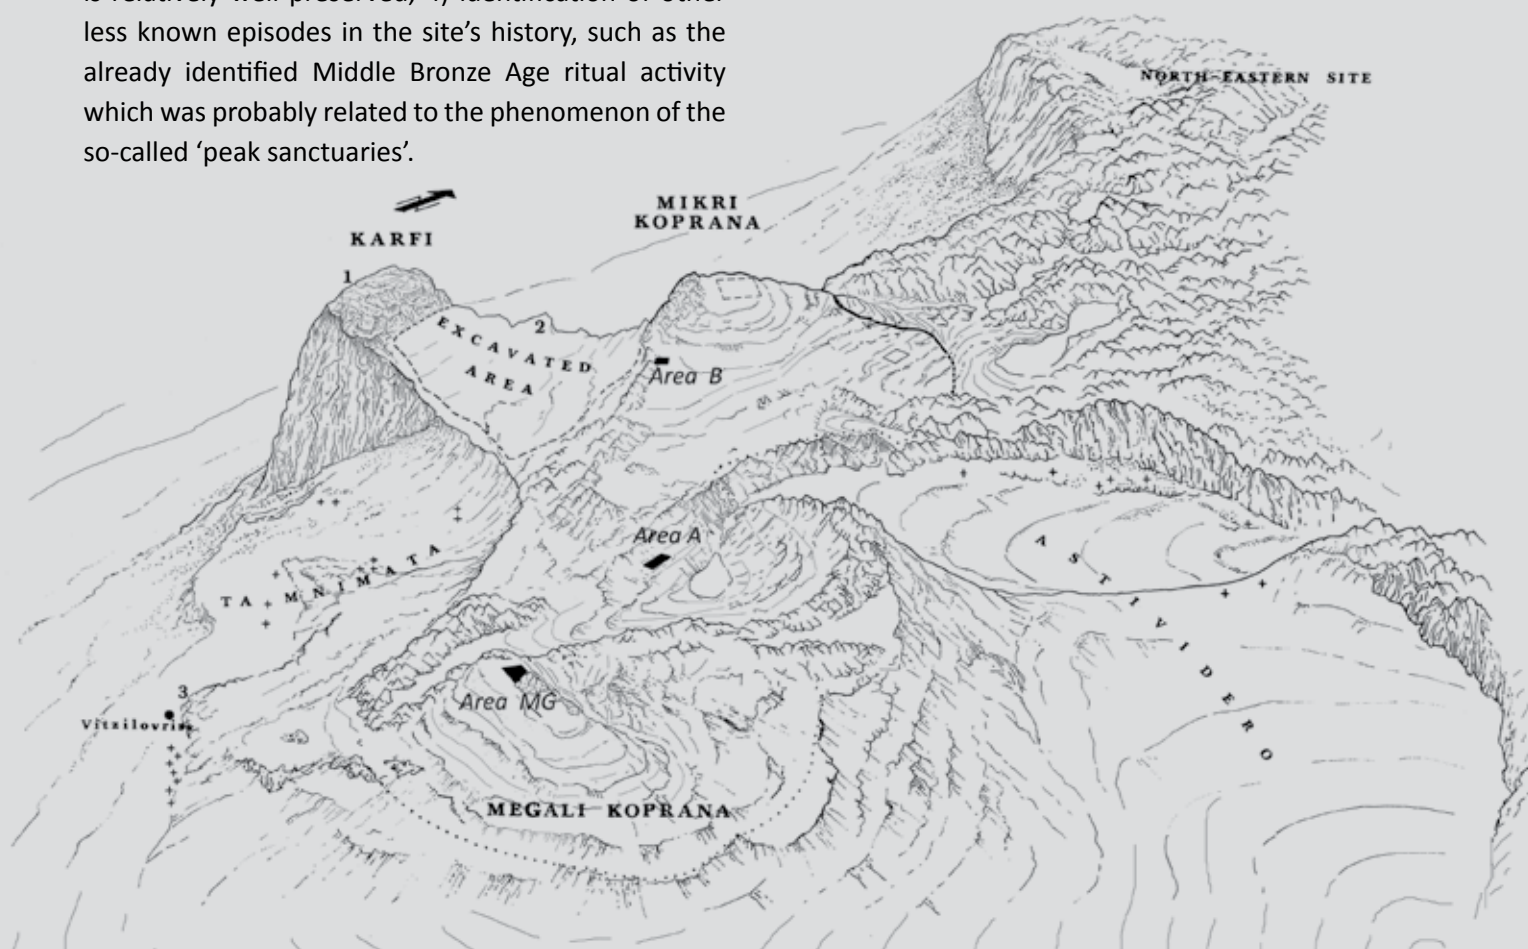 less known episodes in the site's history, such as the
already identified Middle Bronze Age ritual activity
which was probably related to the phenomenon of the
so-called ‘peak sanctuaries’.
NORTH-EASTERN SITE
MIKRI
KOPRANA
KARFI
1
2
EXCAVATED
AREA
Area B
Area A
ASTIVIDERO
TA MNIMATA
3
Vitzilovrisi
Area MG
MEGALI KOPRANA